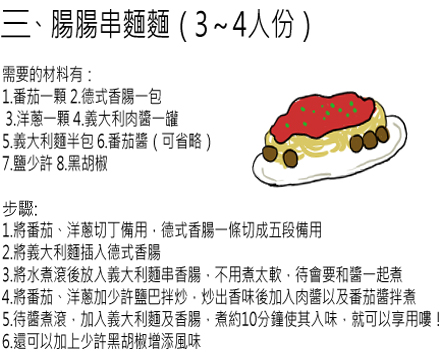 三、腸腸串麵麵（3～4人份）
需要的材料有：
1.番茄一顆 2.德式香腸一包
3.洋蔥一顆 4.義大利肉醬一罐
5.義大利麵半包 6.番茄醬（可省略）
7.鹽少許 8.黑胡椒
步驟:
1.將番茄、洋蔥切丁備用，德式香腸一條切成五段備用
2.將義大利麵插入德式香腸
3.將水煮滾後放入義大利麵串香腸，不用煮太軟，待會要和醬一起煮
4.將番茄、洋蔥加少許鹽巴拌炒，炒出香味後加入肉醬以及番茄醬拌煮
5.待醬煮滾，加入義大利麵及香腸，煮約10分鐘使其入味，就可以享用嘍！
6.還可以加上少許黑胡椒增添風味